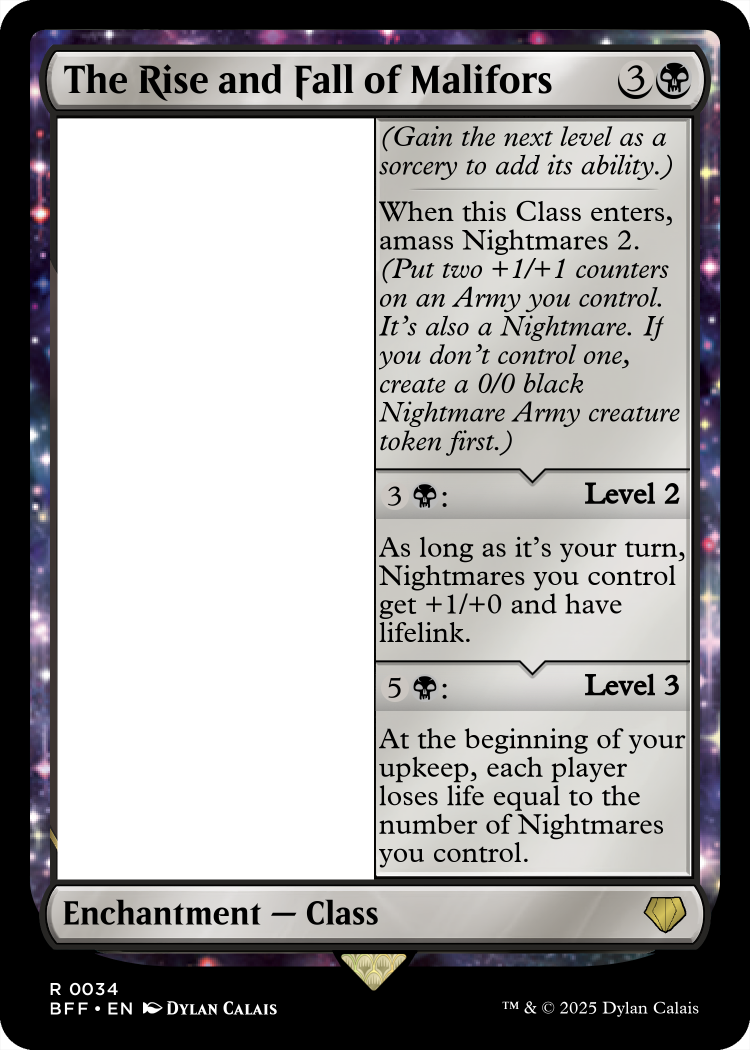 The Rise and Fall of Malifors 3
(Gain the next level as a
sorcery to add its ability.)
When this Class enters,
amass Nightmares 2.
(Put two +1/+1 counters
on an Army you control.
It's also a Nightmare. If
you don't control one,
create a 0/0 black
Nightmare Army creature
token first.)
3 : Level 2
As long as it's your turn,
Nightmares you control
get +1/+0 and have
lifelink.
5 : Level 3
At the beginning of your
upkeep, each player
loses life equal to the
number of Nightmares
you control.
Enchantment — Class
R 0034
BFF • EN Dylan Calais
™ & © 2025 Dylan Calais